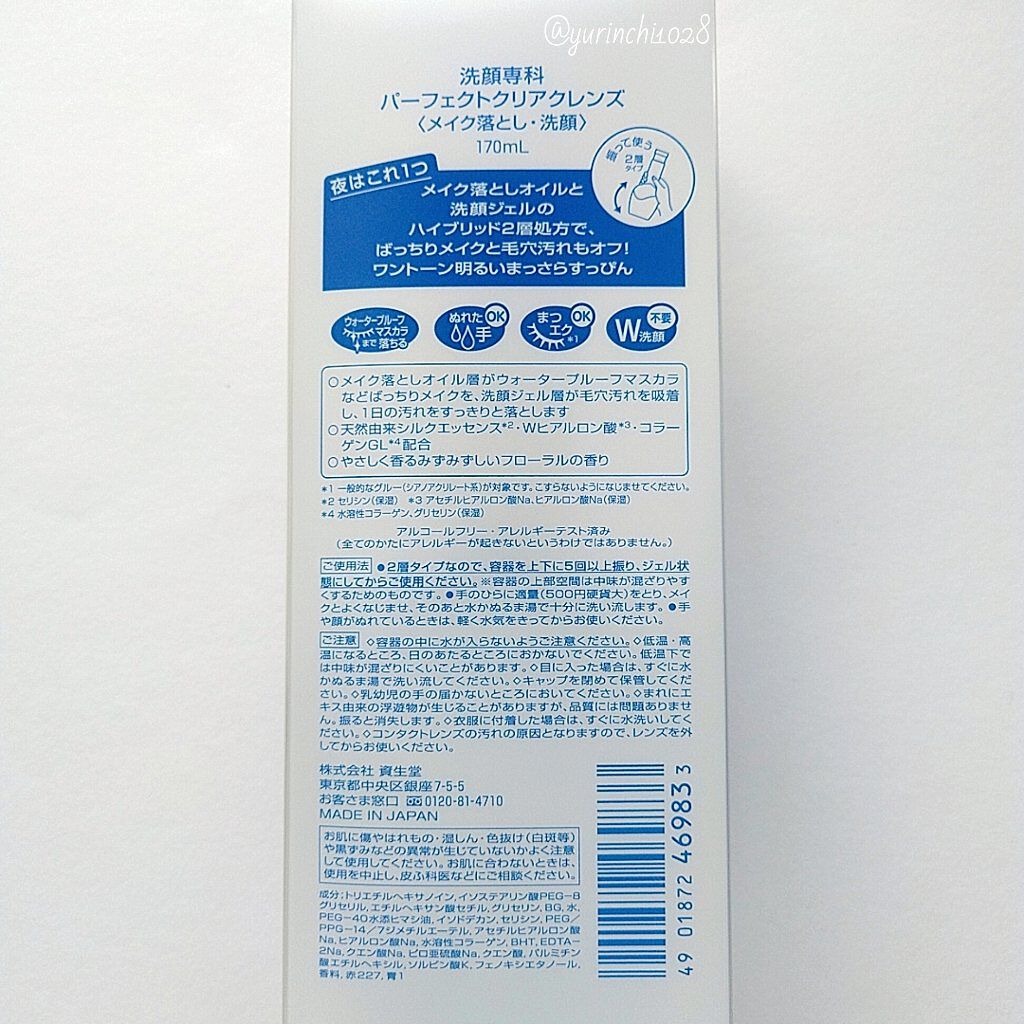 @yurinchi1028
洗顔専科
パーフェクトクリアクレンズ
〈メイク落とし・洗顔〉
170mL
振って使う
2層
タイプ
夜はこれ1つ
メイク落としオイルと
洗顔ジェルの
ハイブリッド2層処方で、
ばっちりメイクと毛穴汚れもオフ!
ワントーン明るいまっさらすっぴん
ウォータープルーフ
マスカラ
まで落ちる
ぬれた
手
OK
まつ
エク*1
OK
W洗顔
不要
○メイク落としオイル層がウォータープルーフマスカラ
などばっちりメイクを、洗顔ジェル層が毛穴汚れを吸着
し、1日の汚れをすっきりと落とします
○天然由来シルクエッセンス*2・Wヒアルロン酸*3・コラー
ゲンGL*4配合
○やさしく香るみずみずしいフローラルの香り
*1 一般的なグルー(シアノアクリレート系)が対象です。こすらないようになじませてください。
*2 セリシン(保湿) *3 アセチルヒアルロン酸Na、ヒアルロン酸Na(保湿)
*4 水溶性コラーゲン、グリセリン(保湿)
アルコールフリー・アレルギーテスト済み
(全てのかたにアレルギーが起きないというわけではありません。)
ご使用法 ●2層タイプなので、容器を上下に5回以上振り、ジェル状
態にしてからご使用ください。※容器の上部空間は中味が混ざりやす
くするためのものです。●手のひらに適量(500円硬貨大)をとり、メイ
クとよくなじませ、そのあと水かぬるま湯で十分に洗い流します。●手
や顔がぬれているときは、軽く水気をきってからお使いください。
ご注意 ◇容器の中に水が入らないようご注意ください。◇低温・高
温になるところ、日のあたるところにおかないでください。低温下で
は中味が混ざりにくいことがあります。◇目に入った場合は、すぐに水
かぬるま湯で洗い流してください。◇キャップを閉めて保管してくだ
さい。◇乳幼児の手の届かないところにおいてください。◇まれにエ
キス由来の浮遊物が生じることがありますが、品質には問題ありませ
ん。振ると消失します。◇衣服に付着した場合は、すぐに水洗いしてく
ださい。◇コンタクトレンズの汚れの原因となりますので、レンズを外
してからお使いください。
株式会社 資生堂
東京都中央区銀座7-5-5
お客さま窓口 0120-81-4710
MADE IN JAPAN
お肌に傷やはれもの・湿しん・色抜け(白斑等)
や黒ずみなどの異常が生じていないかよく注意
して使用してください。お肌に合わないときは、
使用を中止し、皮ふ科医などにご相談ください。
成分:トリエチルヘキサノイン, イソステアリン酸PEG-8
グリセリル, エチルヘキサン酸セチル, グリセリン, BG, 水,
PEG-40水添ヒマシ油, イソドデカン, セリシン, PEG/
PPG-14/7ジメチルエーテル, アセチルヒアルロン酸
Na, ヒアルロン酸Na, 水溶性コラーゲン, BHT, EDTA-
2Na, クエン酸Na, ピロ亜硫酸Na, クエン酸, パルミチン
酸エチルヘキシル, ソルビン酸K, フェノキシエタノール,
香料, 赤227, 青1
49 01872 469833